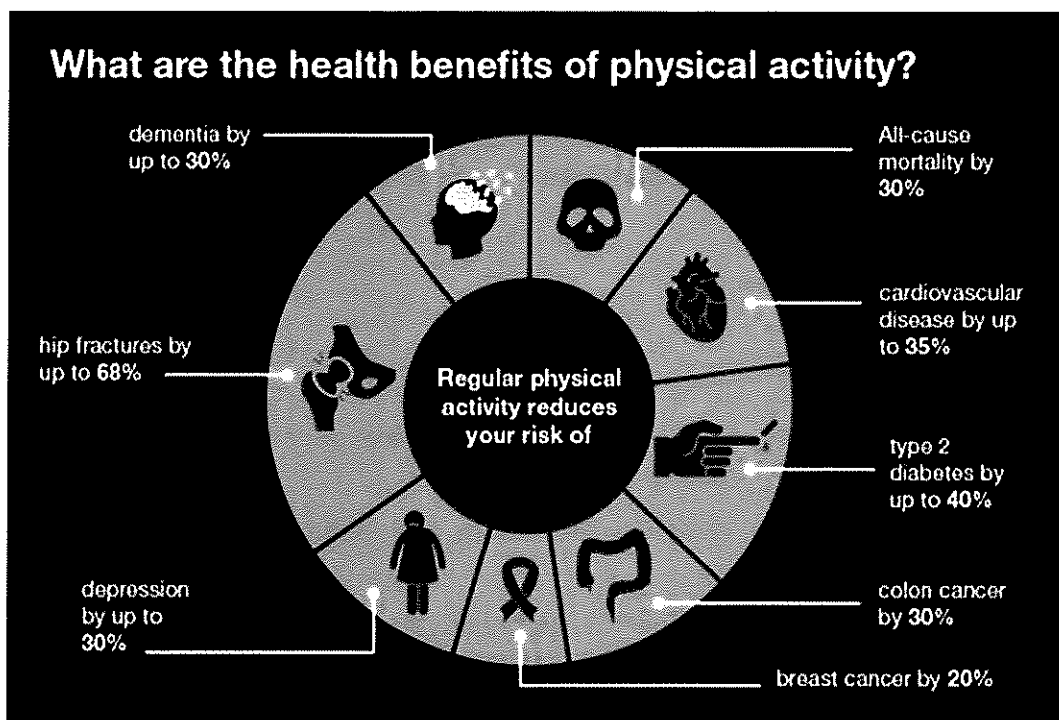 What are the health benefits of physical activity?
dementia by
up to 30%
All-cause
mortality by
30%
cardiovascular
disease by up
to 35%
hip fractures by
up to 68%
Regular physical
activity reduces
your risk of
type 2
diabetes by
up to 40%
depression
by up to
30%
colon cancer
by 30%
breast cancer by 20%